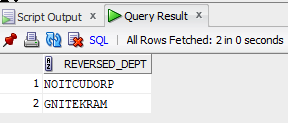 Script Output × Query Result ×
SQL | All Rows Fetched: 2 in 0 seconds
REVERSED_DEPT
1 NOITCUDORP
2 GNITEKRAM